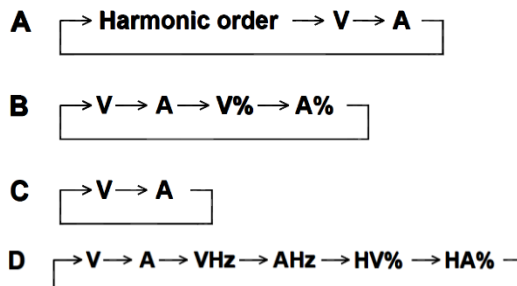 A → Harmonic order → V → A
B → V → A → V% → A%
C → V → A
D → V → A → VHz → AHz → HV% → HA%